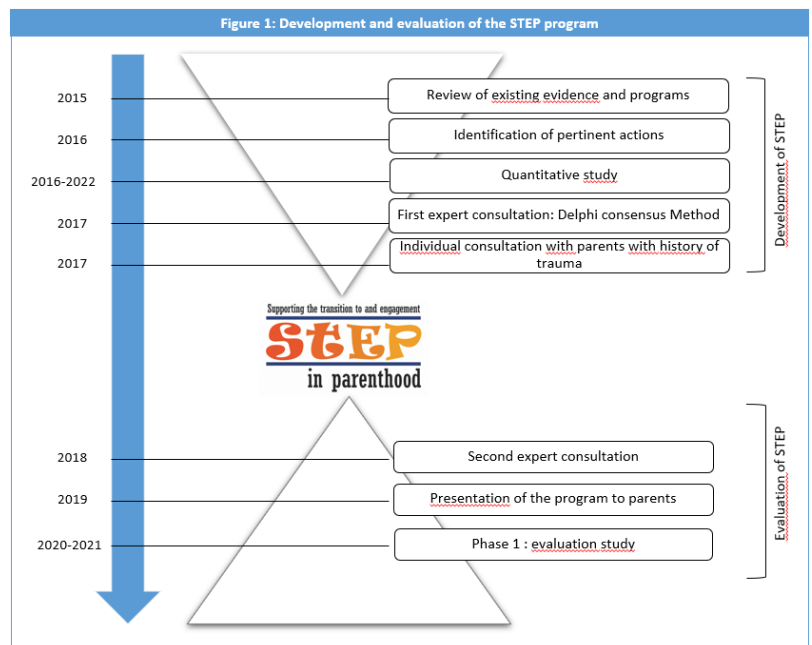 Figure 1: Development and evaluation of the STEP program
2015
Review of existing evidence and programs
2016
Identification of pertinent actions
2016-2022
Quantitative study
2017
First expert consultation: Delphi consensus Method
2017
Individual consultation with parents with history of
trauma
Development of STEP
Supporting the transition to and engagement
StEP
in parenthood
2018
Second expert consultation
2019
Presentation of the program to parents
2020-2021
Phase 1 : evaluation study
Evaluation of STEP